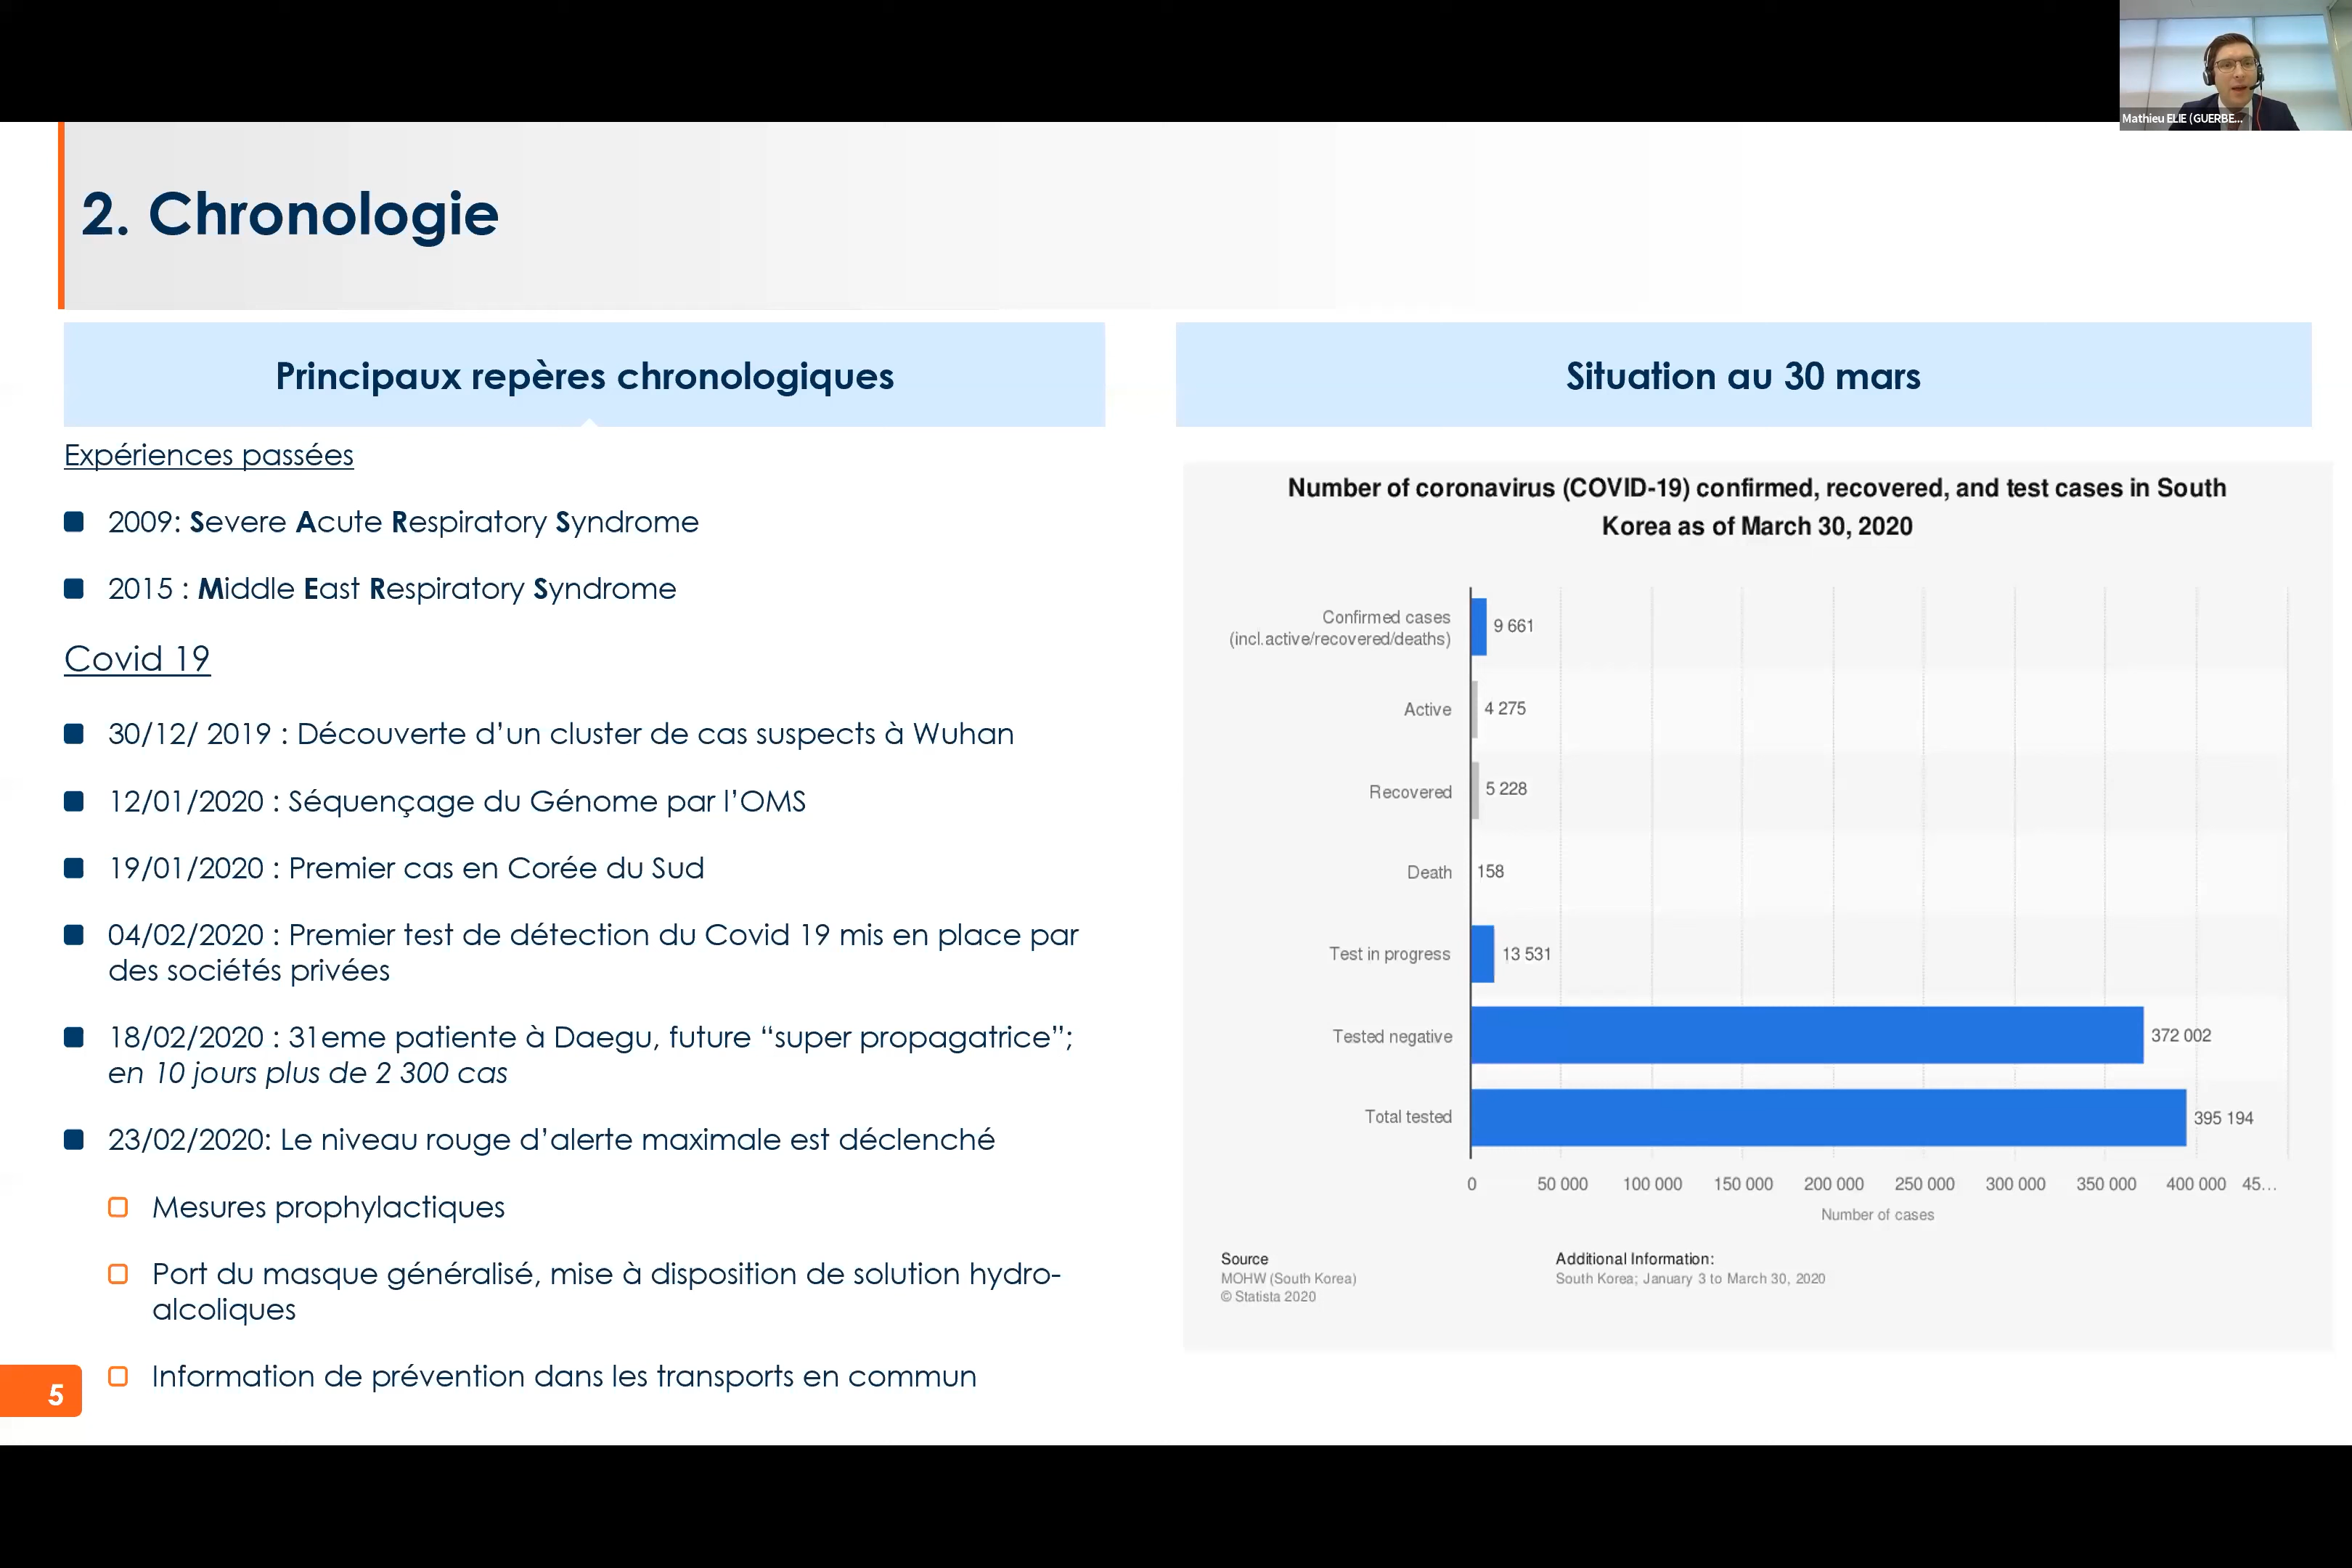 Mathieu ELIE (GUERBE...
2. Chronologie
Principaux repères chronologiques
Expériences passées
2009: Severe Acute Respiratory Syndrome
2015 : Middle East Respiratory Syndrome
Covid 19
30/12/ 2019 : Découverte d’un cluster de cas suspects à Wuhan
12/01/2020 : Séquençage du Génome par l’OMS
19/01/2020 : Premier cas en Corée du Sud
04/02/2020 : Premier test de détection du Covid 19 mis en place par
des sociétés privées
18/02/2020 : 31eme patiente à Daegu, future “super propagatrice”;
en 10 jours plus de 2 300 cas
23/02/2020: Le niveau rouge d’alerte maximale est déclenché
Mesures prophylactiques
Port du masque généralisé, mise à disposition de solution hydro-
alcoliques
Information de prévention dans les transports en commun
5
Situation au 30 mars
Number of coronavirus (COVID-19) confirmed, recovered, and test cases in South
Korea as of March 30, 2020
Confirmed cases
(incl.active/recovered/deaths)
9 661
Active
4 275
Recovered
5 228
Death
158
Test in progress
13 531
Tested negative
372 002
Total tested
395 194
0 50 000 100 000 150 000 200 000 250 000 300 000 350 000 400 000 45...
Number of cases
Source
MOHW (South Korea)
© Statista 2020
Additional Information:
South Korea; January 3 to March 30, 2020